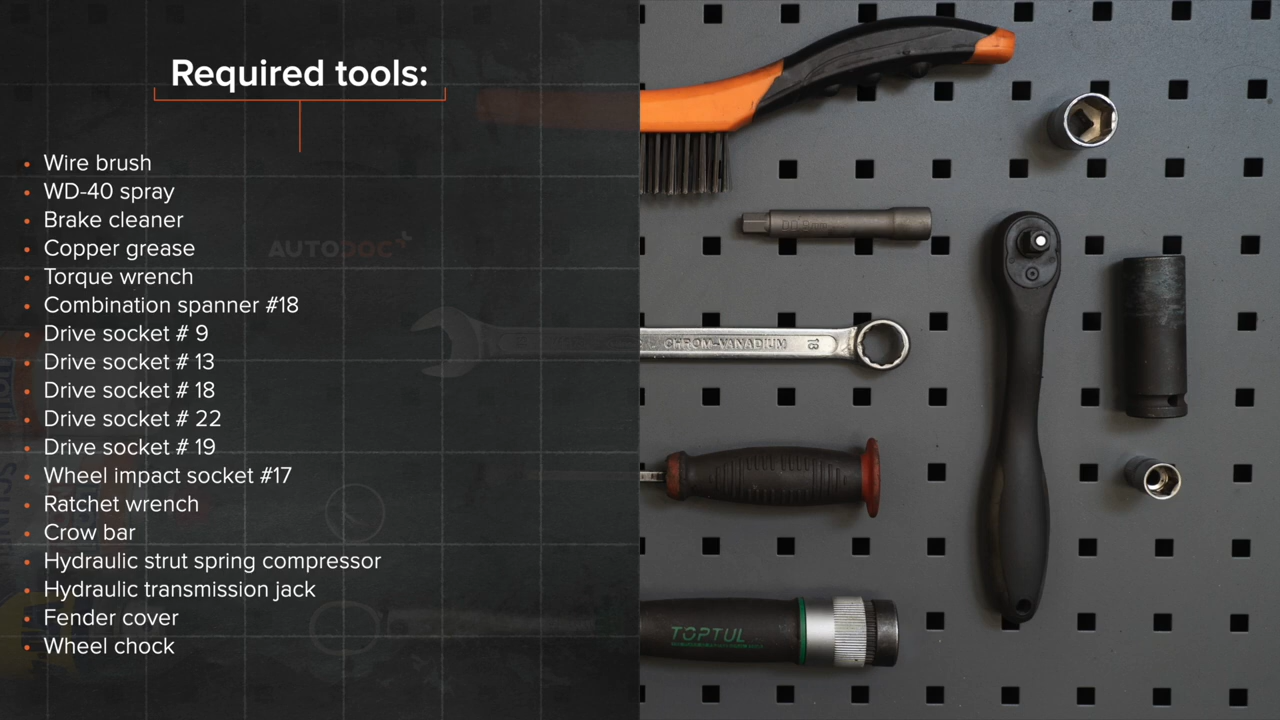 Required tools:
Wire brush
WD-40 spray
Brake cleaner
Copper grease
Torque wrench
Combination spanner #18
Drive socket # 9
Drive socket # 13
Drive socket # 18
Drive socket # 22
Drive socket # 19
Wheel impact socket #17
Ratchet wrench
Crow bar
Hydraulic strut spring compressor
Hydraulic transmission jack
Fender cover
Wheel chock
AUTODOC
CHROM-VANADIUM 18
TOPTUL